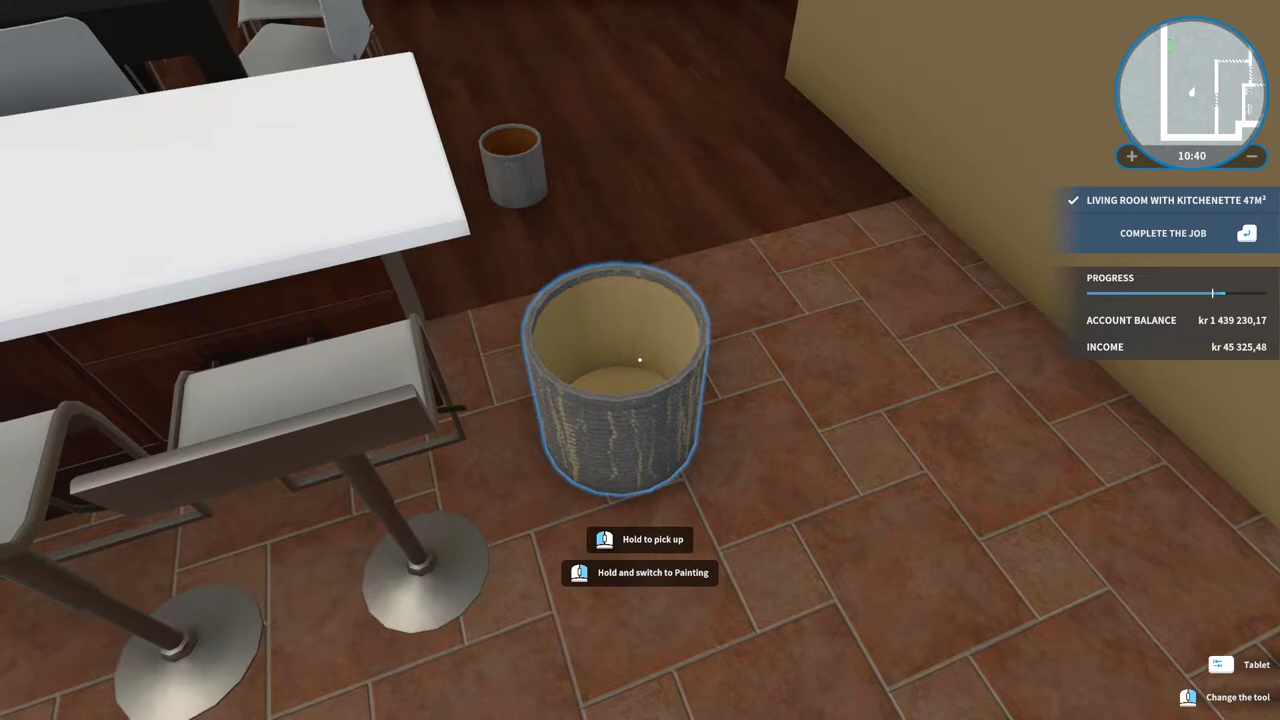 10:40
LIVING ROOM WITH KITCHENETTE 47M²
COMPLETE THE JOB
PROGRESS
ACCOUNT BALANCE kr 1 439 230,17
INCOME kr 45 325,48
Hold to pick up
Hold and switch to Painting
Tablet
Change the tool